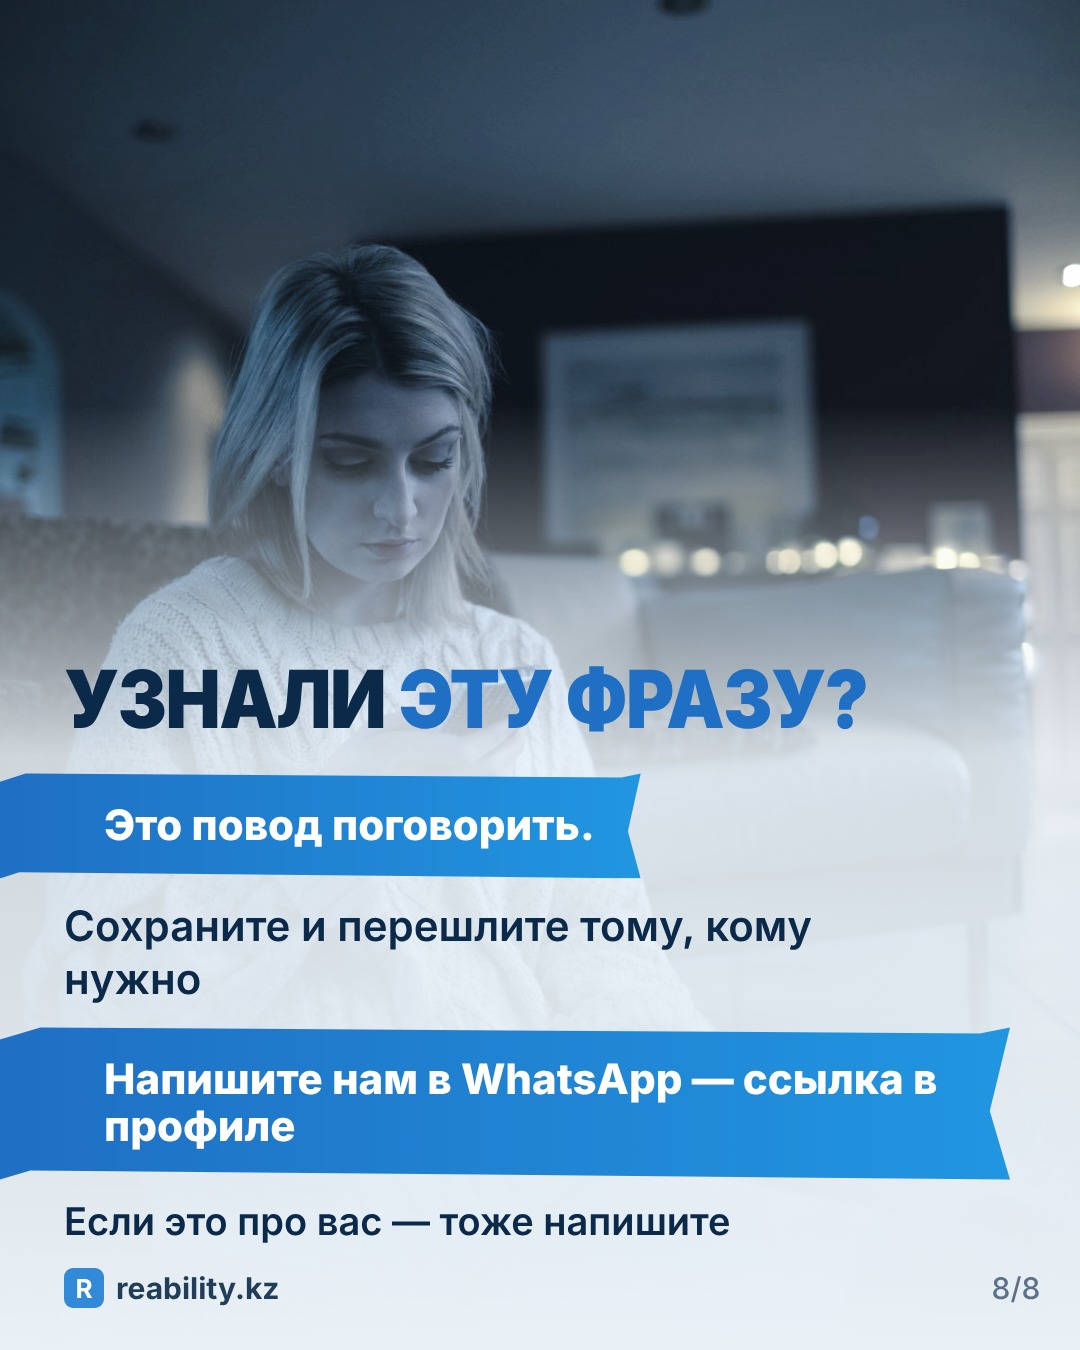 УЗНАЛИ ЭТУ ФРАЗУ?
Это повод поговорить.
Сохраните и перешлите тому, кому
нужно
Напишите нам в WhatsApp — ссылка в
профиле
Если это про вас — тоже напишите
R reability.kz
8/8